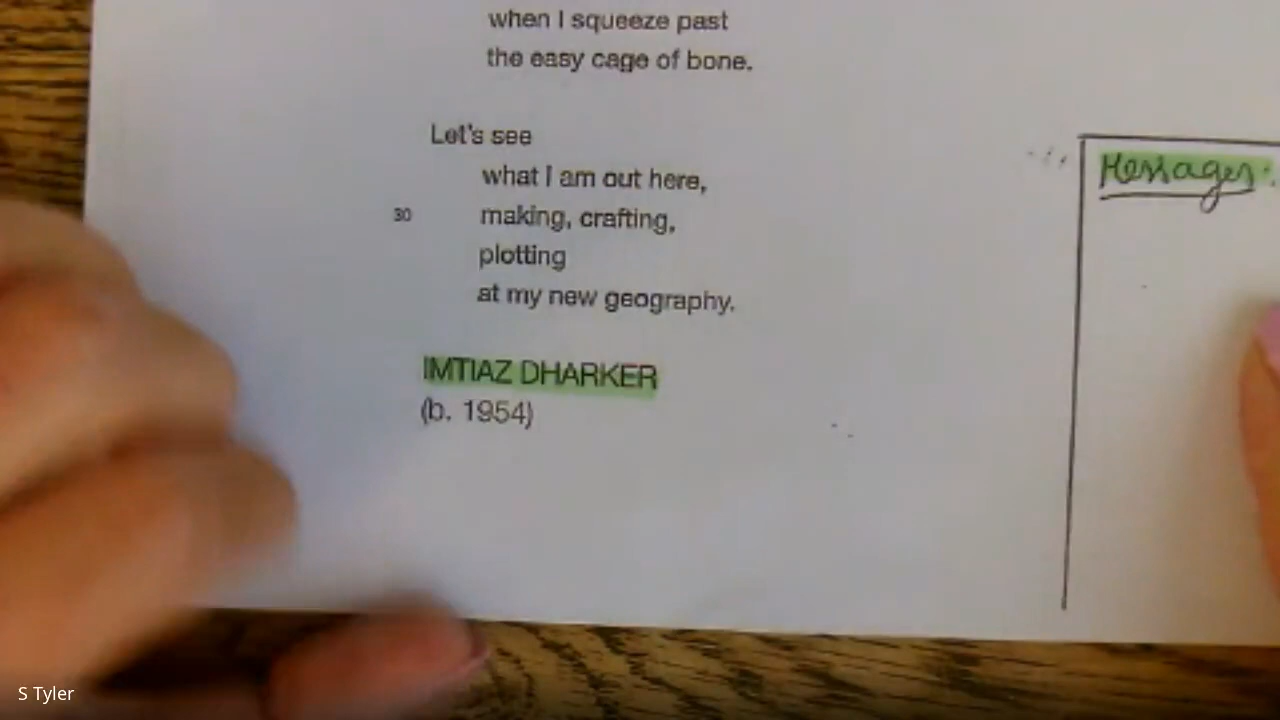 when I squeeze past
the easy cage of bone.
Let's see
what I am out here,
30 making, crafting,
plotting
at my new geography.
IMTIAZ DHARKER
(b. 1954)
Messages:
S Tyler